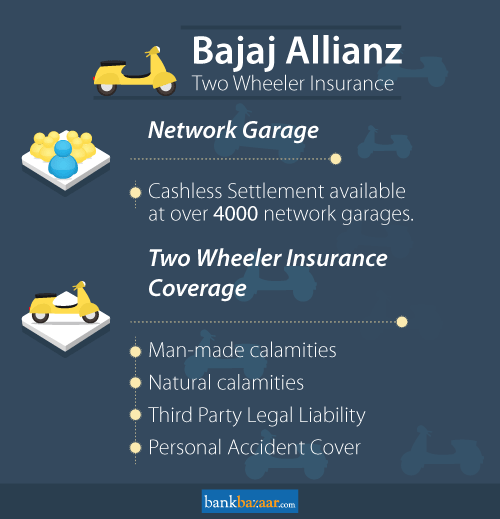 Bajaj Allianz
Two Wheeler Insurance
Network Garage
Cashless Settlement available
at over 4000 network garages.
Two Wheeler Insurance
Coverage
Man-made calamities
Natural calamities
Third Party Legal Liability
Personal Accident Cover
bankbazaar.com